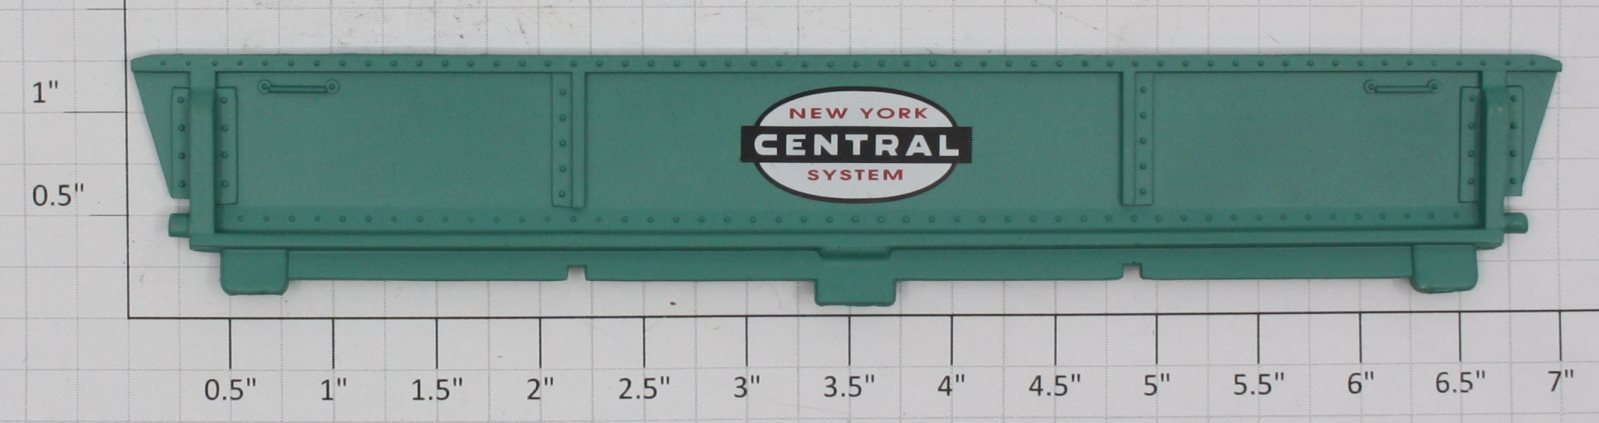 1"
NEW YORK
CENTRAL
SYSTEM
0.5"
0.5" 1" 1.5" 2" 2.5" 3" 3.5" 4" 4.5" 5" 5.5" 6" 6.5" 7"